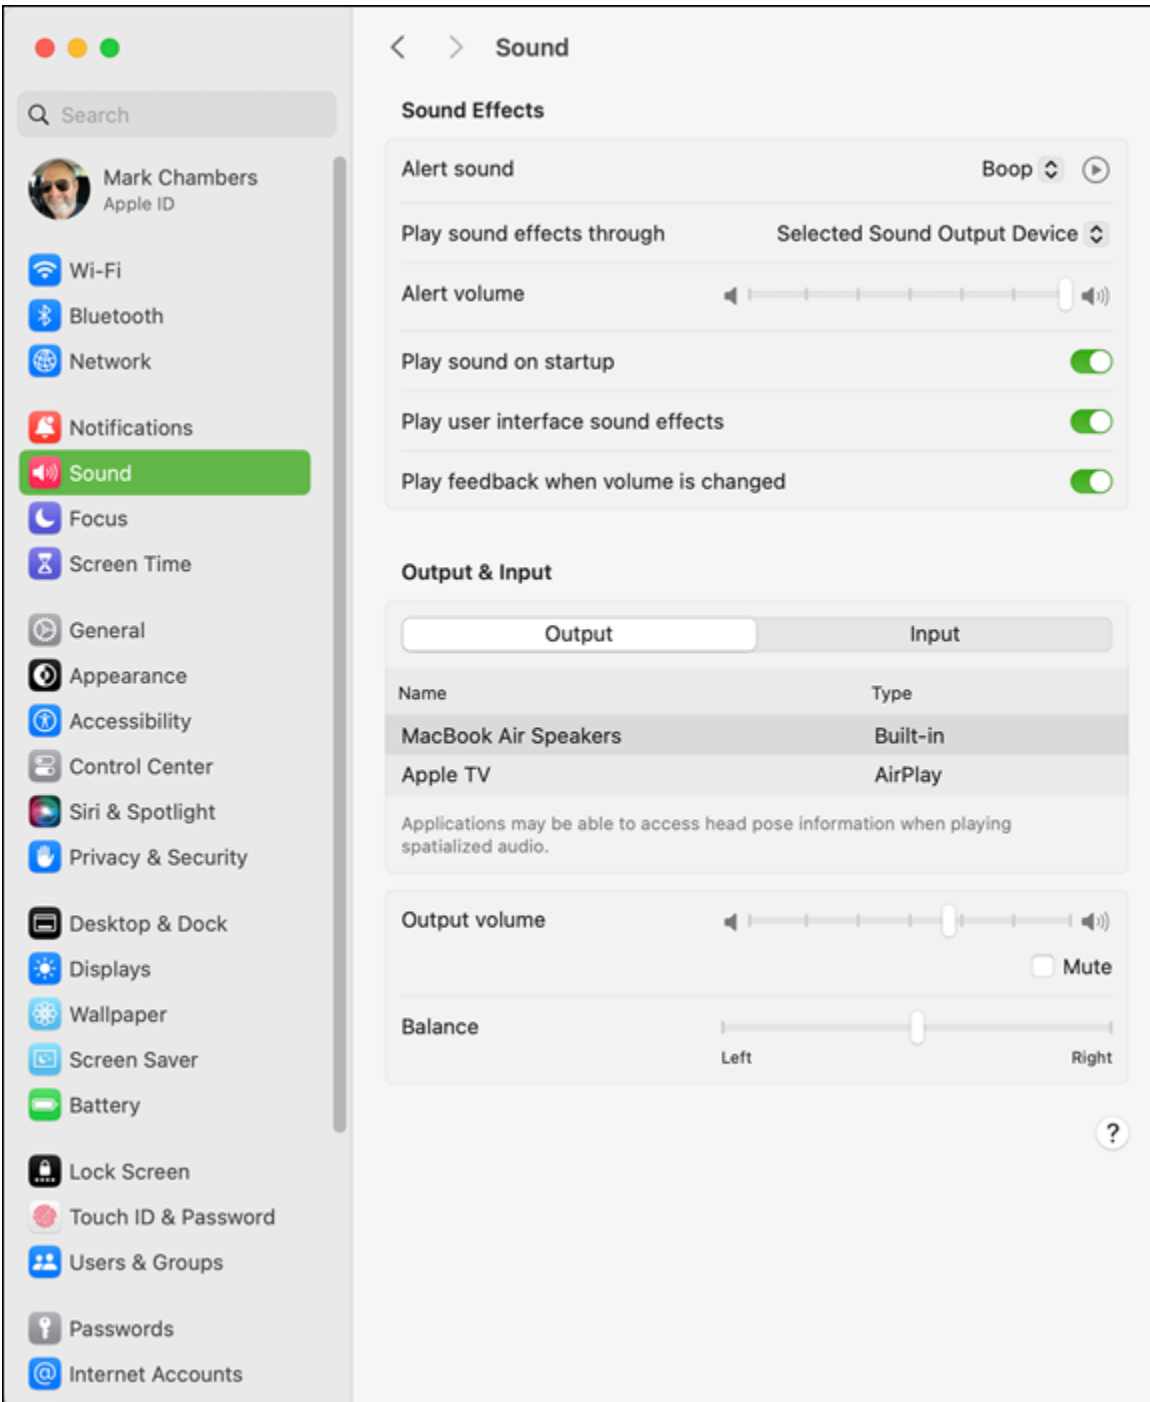 Search
Mark Chambers
Apple ID
Wi-Fi
Bluetooth
Network
Notifications
Sound
Focus
Screen Time
General
Appearance
Accessibility
Control Center
Siri & Spotlight
Privacy & Security
Desktop & Dock
Displays
Wallpaper
Screen Saver
Battery
Lock Screen
Touch ID & Password
Users & Groups
Passwords
Internet Accounts
Sound
Sound Effects
Alert sound Boop
Play sound effects through Selected Sound Output Device
Alert volume
Play sound on startup
Play user interface sound effects
Play feedback when volume is changed
Output & Input
Output Input
Name Type
MacBook Air Speakers Built-in
Apple TV AirPlay
Applications may be able to access head pose information when playing
spatialized audio.
Output volume
Mute
Balance
Left Right
?